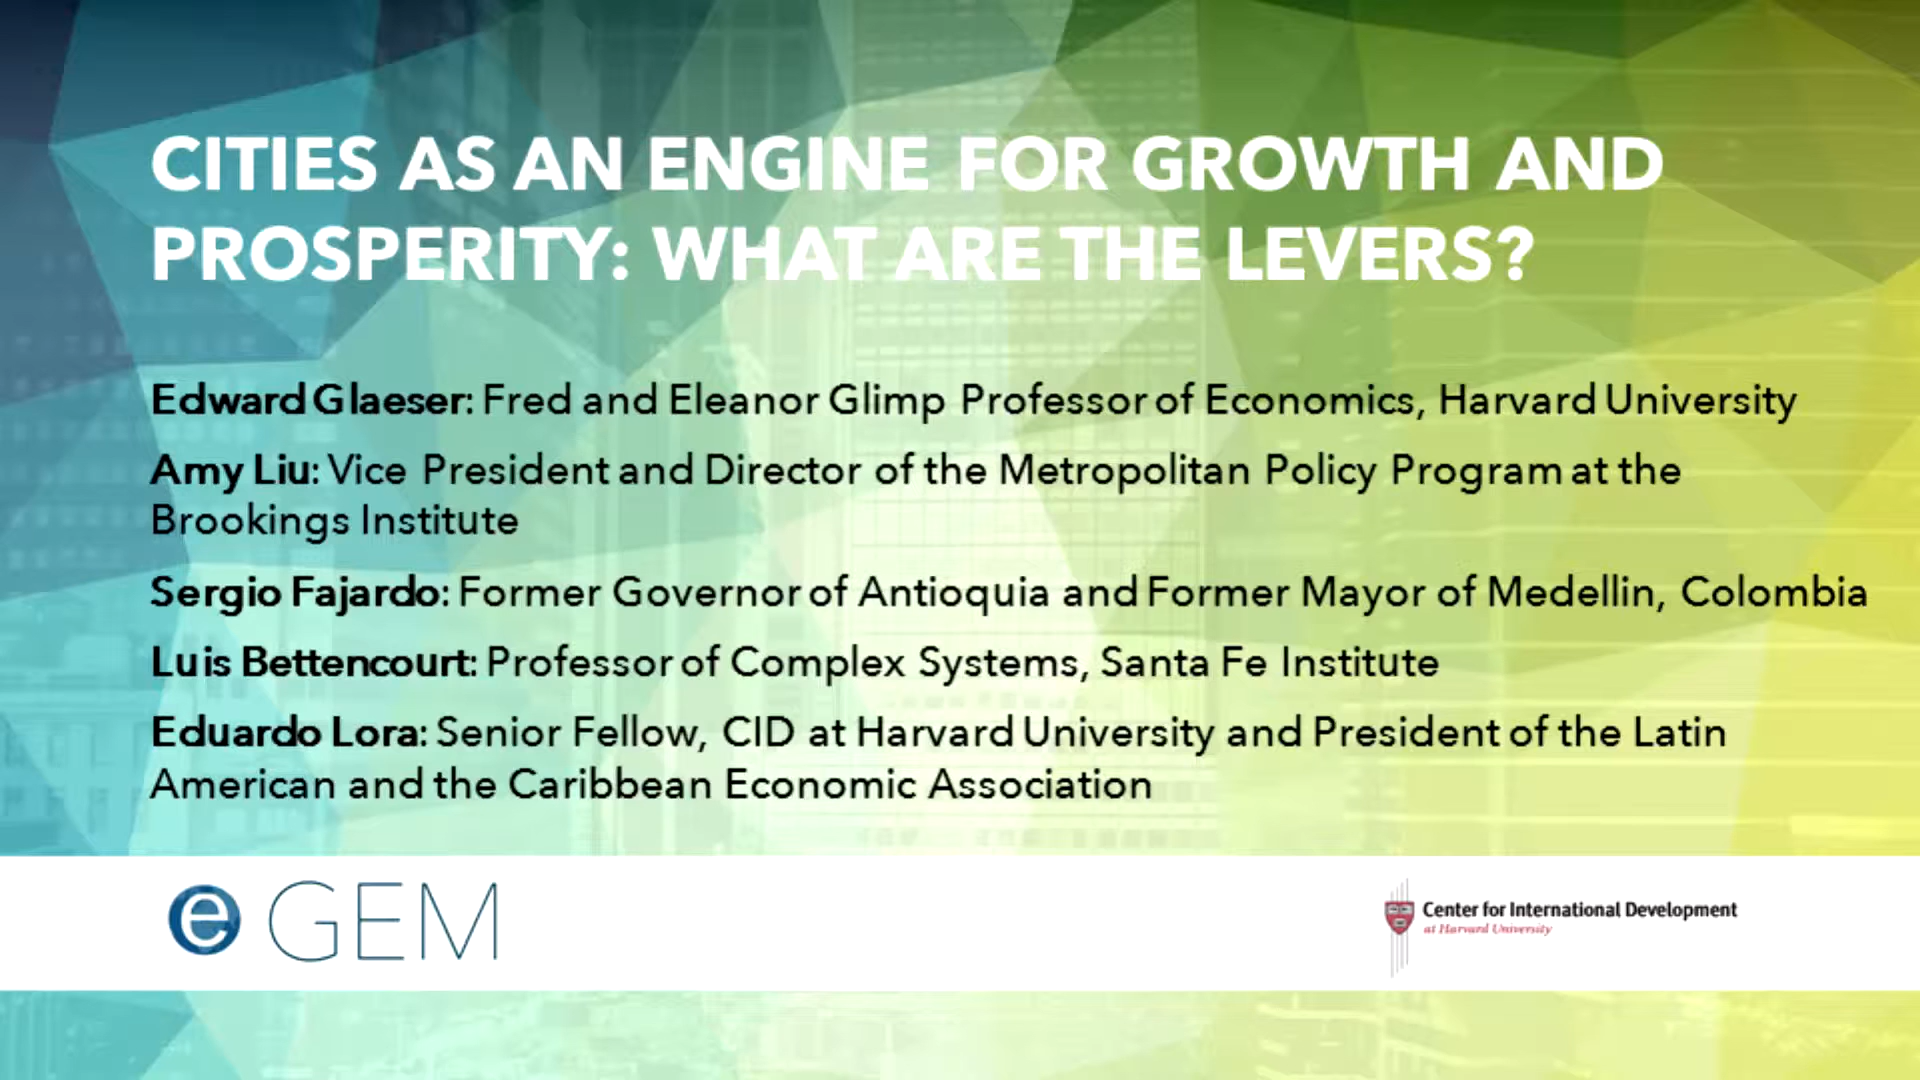 CITIES AS AN ENGINE FOR GROWTH AND
PROSPERITY: WHAT ARE THE LEVERS?
Edward Glaeser: Fred and Eleanor Glimp Professor of Economics, Harvard University
Amy Liu: Vice President and Director of the Metropolitan Policy Program at the
Brookings Institute
Sergio Fajardo: Former Governor of Antioquia and Former Mayor of Medellin, Colombia
Luis Bettencourt: Professor of Complex Systems, Santa Fe Institute
Eduardo Lora: Senior Fellow, CID at Harvard University and President of the Latin
American and the Caribbean Economic Association
e GEM
Center for International Development
at Harvard University